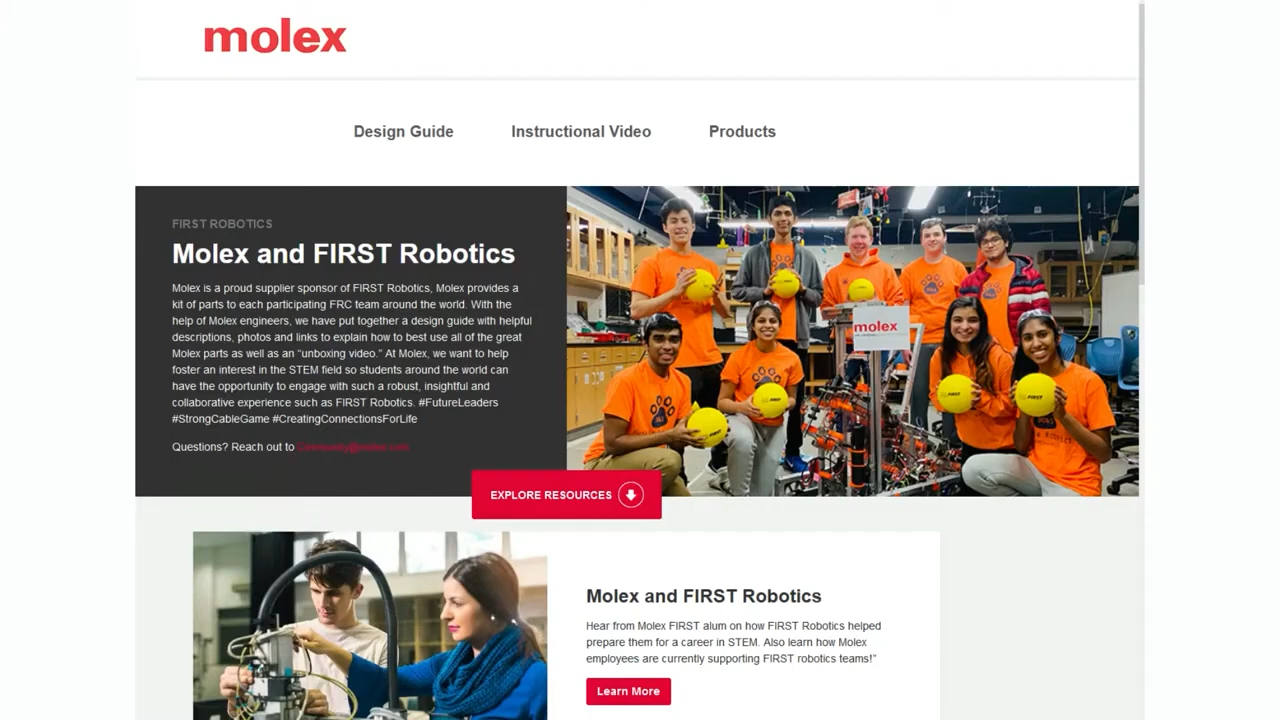 molex
Design Guide Instructional Video Products
FIRST ROBOTICS
Molex and FIRST Robotics
Molex is a proud supplier sponsor of FIRST Robotics, Molex provides a
kit of parts to each participating FRC team around the world. With the
help of Molex engineers, we have put together a design guide with helpful
descriptions, photos and links to explain how to best use all of the great
Molex parts as well as an “unboxing video.” At Molex, we want to help
foster an interest in the STEM field so students around the world can
have the opportunity to engage with such a robust, insightful and
collaborative experience such as FIRST Robotics. #FutureLeaders
#StrongCableGame #CreatingConnectionsForLife
Questions? Reach out to
molex
FIRST
FIRST
FIRST
FIRST
EXPLORE RESOURCES
Molex and FIRST Robotics
Hear from Molex FIRST alum on how FIRST Robotics helped
prepare them for a career in STEM. Also learn how Molex
employees are currently supporting FIRST robotics teams!”
Learn More